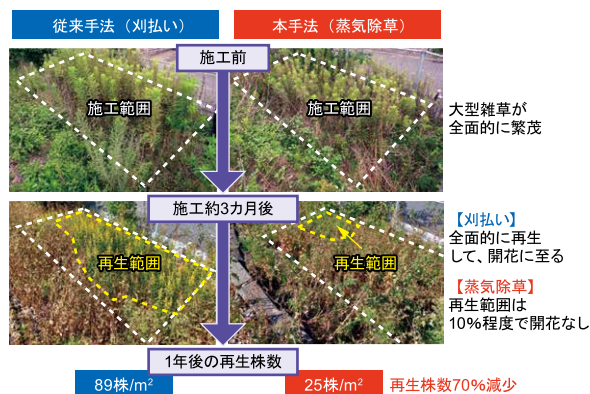 従来手法（刈払い）
本手法（蒸気除草）
施工前
施工範囲
施工範囲
大型雑草が
全面的に繁茂
施工約3カ月後
再生範囲
再生範囲
【刈払い】
全面的に再生
して、開花に至る
【蒸気除草】
再生範囲は
10%程度で開花なし
1年後の再生株数
89株/m²
25株/m²
再生株数70%減少